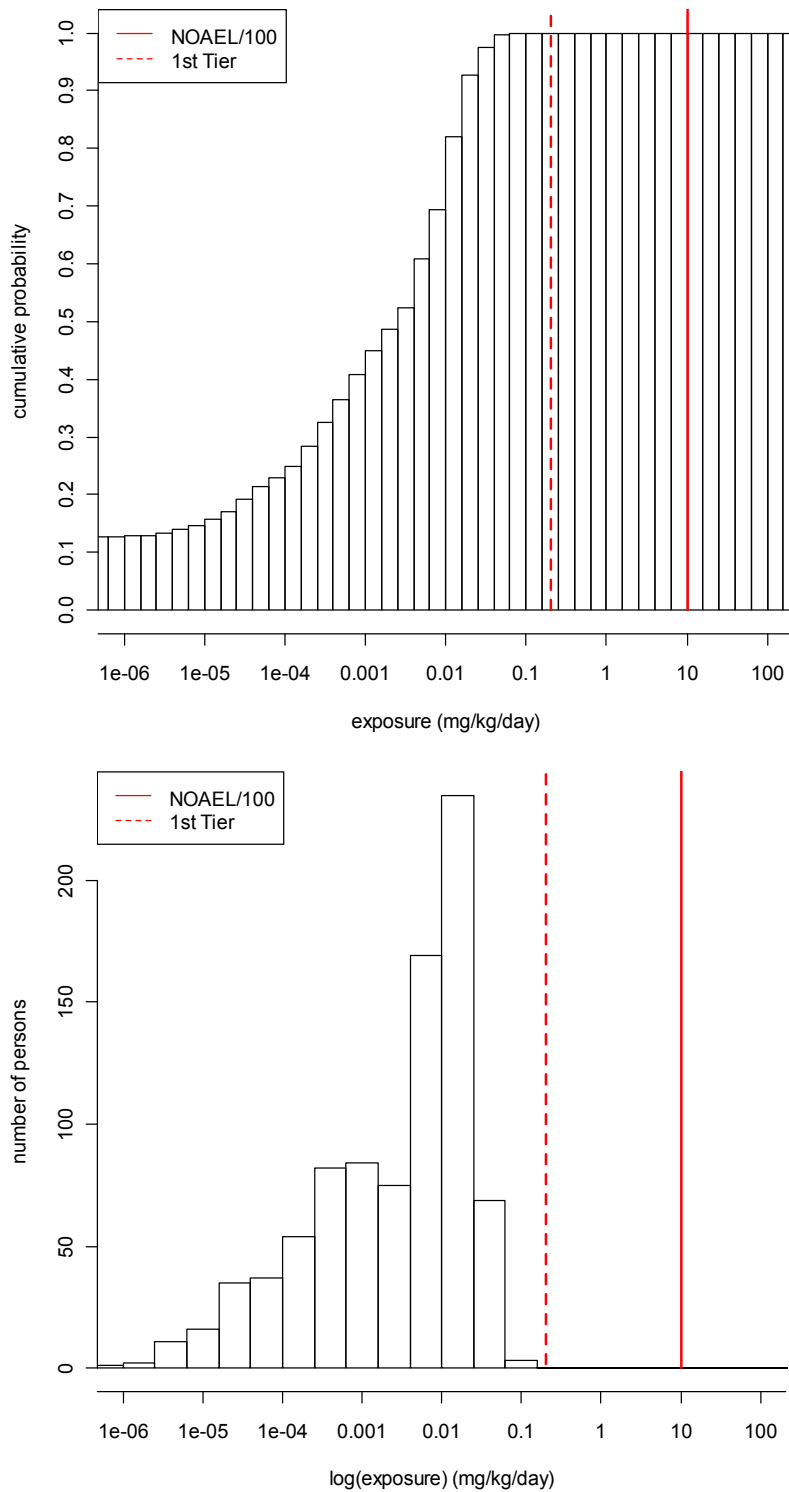 NOAEL/100
1st Tier
1.0
0.9
0.8
0.7
0.6
0.5
0.4
0.3
0.2
0.1
0.0
cumulative probability
1e-06 1e-05 1e-04 0.001 0.01 0.1 1 10 100
exposure (mg/kg/day)
NOAEL/100
1st Tier
200
150
100
50
0
number of persons
1e-06 1e-05 1e-04 0.001 0.01 0.1 1 10 100
log(exposure) (mg/kg/day)